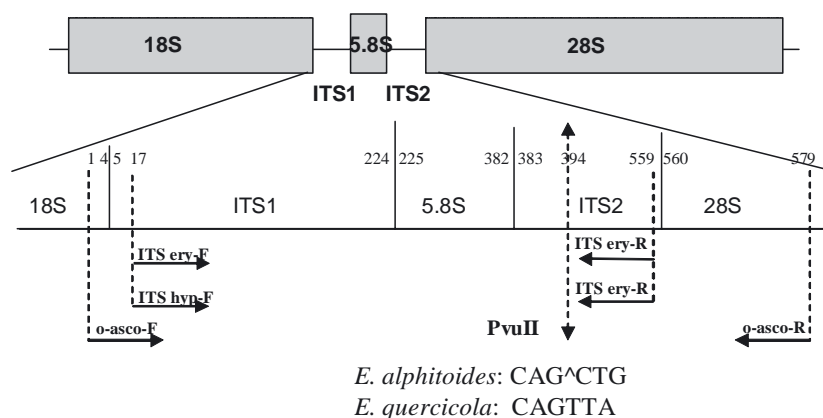 18S 5.8S 28S
ITS1 ITS2
1 4 5 17 224 225 382 383 394 559 560 579
18S ITS1 5.8S ITS2 28S
ITS ery-F ITS ery-R
ITS hyp-F ITS ery-R
o-asco-F PvuII o-asco-R
E. alphitoides: CAG^CTG
E. quercicola: CAGTTA